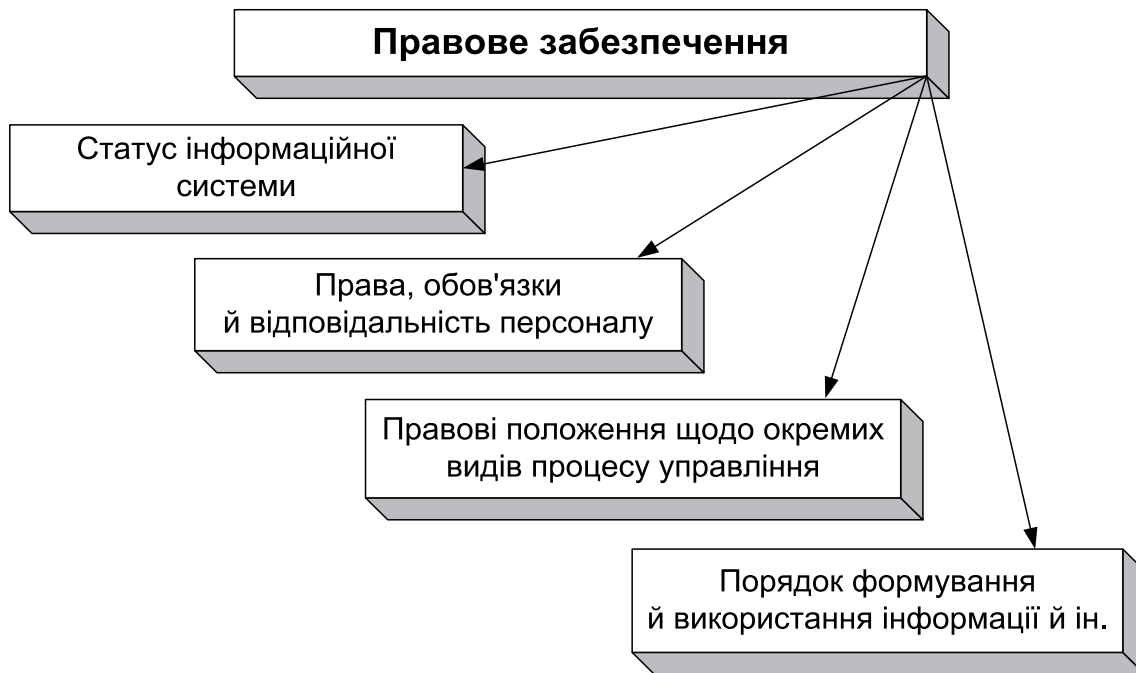 Правове забезпечення
Статус інформаційної
системи
Права, обов'язки
й відповідальність персоналу
Правові положення щодо окремих
видів процесу управління
Порядок формування
й використання інформації й ін.